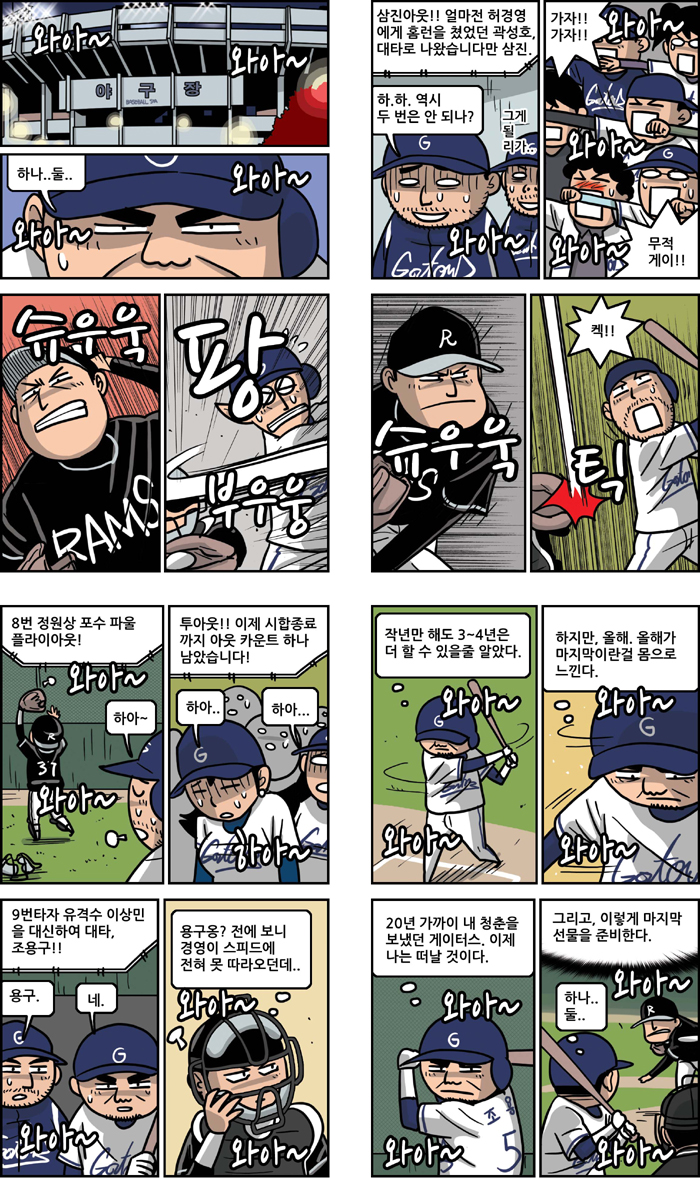 와아~
와아~
야구장
BASEBALL SPA
하나..둘..
와아~
와아~
슈우욱
RAMS
팡
부유웅
삼진아웃!! 얼마전 허경영
에게 홈런을 쳤었던 곽성호,
대타로 나왔습니다만 삼진.
하.하. 역시
두 번은 안 되나?
그게
될
리가..
G
와아~
Gators
가자!!
가자!!
Gators
와아~
G
와아~
무적
게이!!
R
슈우욱
S
켁!!
틱
Gators
8번 정원상 포수 파울
플라이아웃!
와아~
하아~
R
37
와아~
투아웃!! 이제 시합종료
까지 아웃 카운트 하나
남았습니다!
하아..
하아...
G
Gators
하아~
9번타자 유격수 이상민
을 대신하여 대타,
조용구!!
용구.
네.
G
와아~
Gators
용구옹? 전에 보니
경영이 스피드에
전혀 못 따라오던데..
와아~
와아~
작년만 해도 3~4년은
더 할 수 있을줄 알았다.
와아~
G
Gators
와아~
하지만, 올해. 올해가
마지막이란걸 몸으로
느낀다.
와아~
G
와아~
Gators
20년 가까이 내 청춘을
보냈던 게이터스. 이제
나는 떠날 것이다.
와아~
G
조용
5
와아~
그리고, 이렇게 마지막
선물을 준비한다.
와아~
하나..
둘..
R
와아~